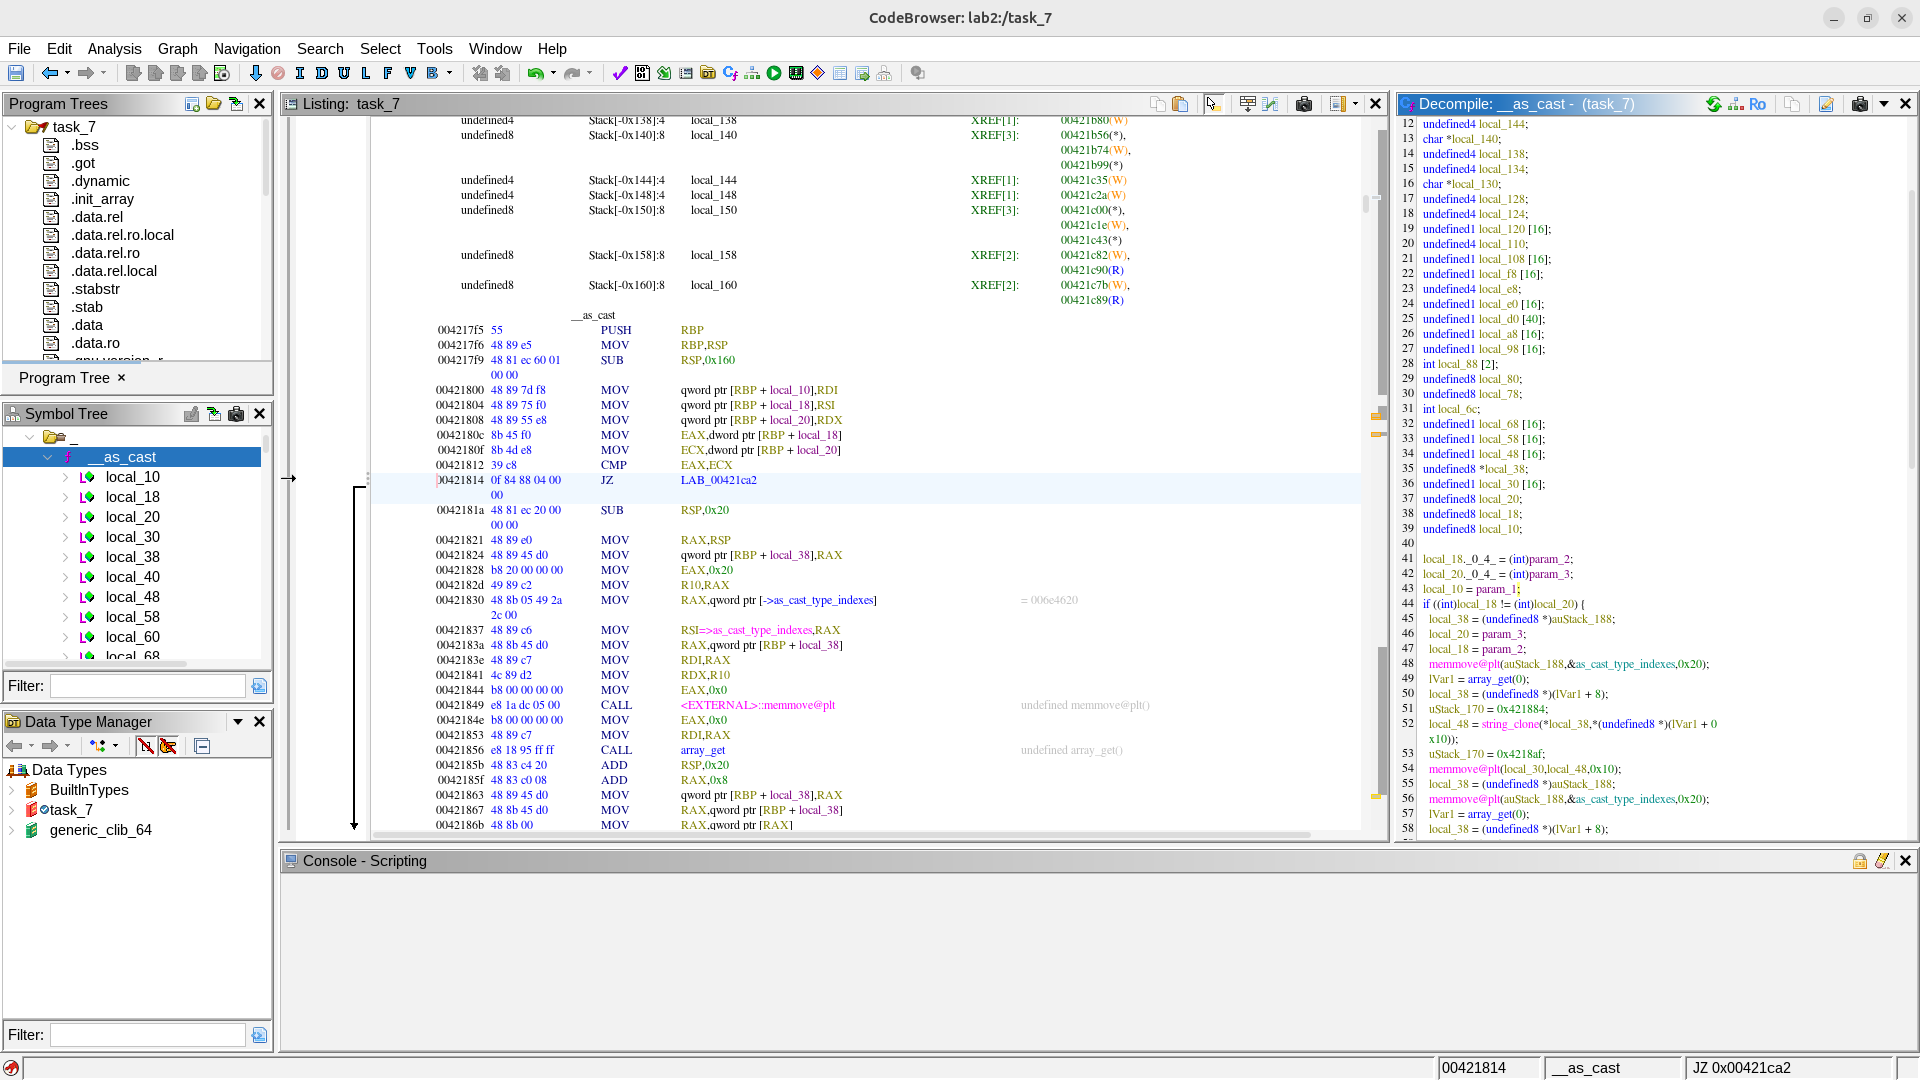 CodeBrowser: lab2:/task_7
File Edit Analysis Graph Navigation Search Select Tools Window Help
I D U L F V B
Program Trees
task_7
.bss
.got
.dynamic
.init_array
.data.rel
.data.rel.ro.local
.data.rel.ro
.data.rel.local
.stabstr
.stab
.data
.data.ro
.gnu.version_r
Program Tree
Symbol Tree
_
__as_cast
local_10
local_18
local_20
local_30
local_38
local_40
local_48
local_58
local_60
local_68
Filter:
Data Type Manager
Data Types
BuiltInTypes
task_7
generic_clib_64
Filter:
Listing: task_7
undefined4 Stack[-0x138]:4 local_138 XREF[1]: 00421b80(W)
undefined8 Stack[-0x140]:8 local_140 XREF[3]: 00421b56(*),
00421b74(W),
00421b99(*)
undefined4 Stack[-0x144]:4 local_144 XREF[1]: 00421c35(W)
undefined4 Stack[-0x148]:4 local_148 XREF[1]: 00421c2a(W)
undefined8 Stack[-0x150]:8 local_150 XREF[3]: 00421c00(*),
00421c1e(W),
00421c43(*)
undefined8 Stack[-0x158]:8 local_158 XREF[2]: 00421c82(W),
00421c90(R)
undefined8 Stack[-0x160]:8 local_160 XREF[2]: 00421c7b(W),
00421c89(R)
__as_cast
004217f5 55 PUSH RBP
004217f6 48 89 e5 MOV RBP,RSP
004217f9 48 81 ec 60 01 SUB RSP,0x160
00 00
00421800 48 89 7d f8 MOV qword ptr [RBP + local_10],RDI
00421804 48 89 75 f0 MOV qword ptr [RBP + local_18],RSI
00421808 48 89 55 e8 MOV qword ptr [RBP + local_20],RDX
0042180c 8b 45 f0 MOV EAX,dword ptr [RBP + local_18]
0042180f 8b 4d e8 MOV ECX,dword ptr [RBP + local_20]
00421812 39 c8 CMP EAX,ECX
00421814 0f 84 88 04 00 JZ LAB_00421ca2
00
0042181a 48 81 ec 20 00 SUB RSP,0x20
00 00
00421821 48 89 e0 MOV RAX,RSP
00421824 48 89 45 d0 MOV qword ptr [RBP + local_38],RAX
00421828 b8 20 00 00 00 MOV EAX,0x20
0042182d 49 89 c2 MOV R10,RAX
00421830 48 8b 05 49 2a MOV RAX,qword ptr [->as_cast_type_indexes] = 006e4620
2c 00
00421837 48 89 c6 MOV RSI=>as_cast_type_indexes,RAX
0042183a 48 8b 45 d0 MOV RAX,qword ptr [RBP + local_38]
0042183e 48 89 c7 MOV RDI,RAX
00421841 4c 89 d2 MOV RDX,R10
00421844 b8 00 00 00 00 MOV EAX,0x0
00421849 e8 1a dc 05 00 CALL <EXTERNAL>::memmove@plt undefined memmove@plt()
0042184e b8 00 00 00 00 MOV EAX,0x0
00421853 48 89 c7 MOV RDI,RAX
00421856 e8 18 95 ff ff CALL array_get undefined array_get()
0042185b 48 83 c4 20 ADD RSP,0x20
0042185f 48 83 c0 08 ADD RAX,0x8
00421863 48 89 45 d0 MOV qword ptr [RBP + local_38],RAX
00421867 48 8b 45 d0 MOV RAX,qword ptr [RBP + local_38]
0042186b 48 8b 00 MOV RAX,qword ptr [RAX]
Decompile: __as_cast - (task_7)
Ro
12 undefined4 local_144;
13 char *local_140;
14 undefined4 local_138;
15 undefined4 local_134;
16 char *local_130;
17 undefined4 local_128;
18 undefined4 local_124;
19 undefined1 local_120 [16];
20 undefined4 local_110;
21 undefined1 local_108 [16];
22 undefined1 local_f8 [16];
23 undefined4 local_e8;
24 undefined1 local_e0 [16];
25 undefined1 local_d0 [40];
26 undefined1 local_a8 [16];
27 undefined1 local_98 [16];
28 int local_88 [2];
29 undefined8 local_80;
30 undefined8 local_78;
31 int local_6c;
32 undefined1 local_68 [16];
33 undefined1 local_58 [16];
34 undefined1 local_48 [16];
35 undefined8 *local_38;
36 undefined1 local_30 [16];
37 undefined8 local_20;
38 undefined8 local_18;
39 undefined8 local_10;
40
41 local_18._0_4_ = (int)param_2;
42 local_20._0_4_ = (int)param_3;
43 local_10 = param_1;
44 if ((int)local_18 != (int)local_20) {
45 local_38 = (undefined8 *)auStack_188;
46 local_20 = param_3;
47 local_18 = param_2;
48 memmove@plt(auStack_188,&as_cast_type_indexes,0x20);
49 lVar1 = array_get(0);
50 local_38 = (undefined8 *)(lVar1 + 8);
51 uStack_170 = 0x421884;
52 local_48 = string_clone(*local_38,*(undefined8 *)(lVar1 + 0
x10));
53 uStack_170 = 0x4218af;
54 memmove@plt(local_30,local_48,0x10);
55 local_38 = (undefined8 *)auStack_188;
56 memmove@plt(auStack_188,&as_cast_type_indexes,0x20);
57 lVar1 = array_get(0);
58 local_38 = (undefined8 *)(lVar1 + 8);
Console - Scripting
00421814
__as_cast
JZ 0x00421ca2